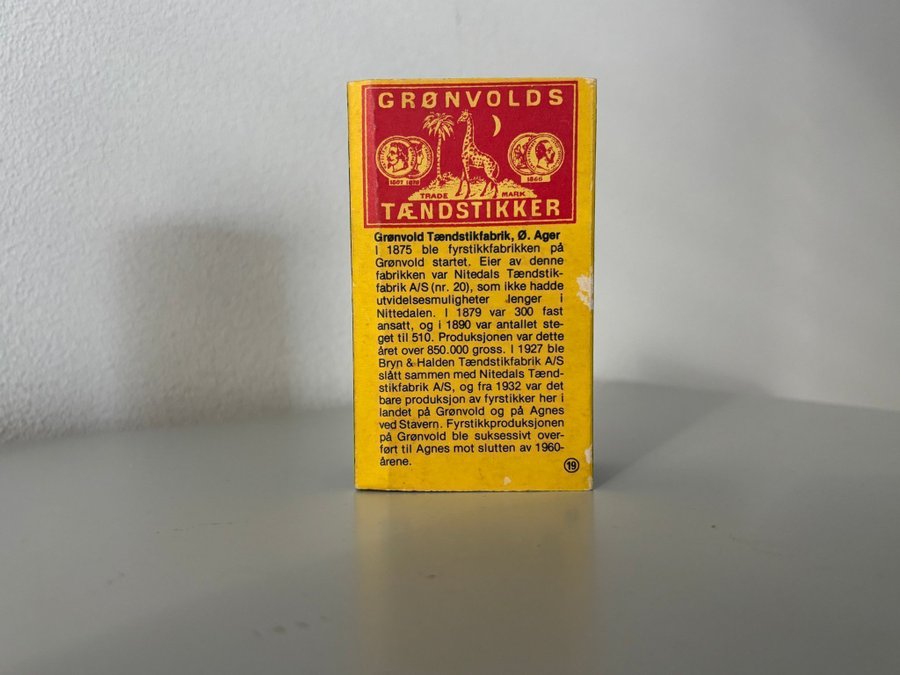 GRØNVOLDS
1866
TRADE MARK
TÆNDSTIKKER
Grønvold Tændstikfabrik, Ø. Ager
I 1875 ble fyrstikkfabrikken på
Grønvold startet. Eier av denne
fabrikken var Nitedals Tændstik-
fabrik A/S (nr. 20), som ikke hadde
utvidelsesmuligheter lenger i
Nittedalen. I 1879 var 300 fast
ansatt, og i 1890 var antallet ste-
get til 510. Produksjonen var dette
året over 850.000 gross. I 1927 ble
Bryn & Halden Tændstikfabrik A/S
slått sammen med Nitedals Tænd-
stikfabrik A/S, og fra 1932 var det
bare produksjon av fyrstikker her i
landet på Grønvold og på Agnes
ved Stavern. Fyrstikkproduksjonen
på Grønvold ble suksessivt over-
ført til Agnes mot slutten av 1960-
årene.
19